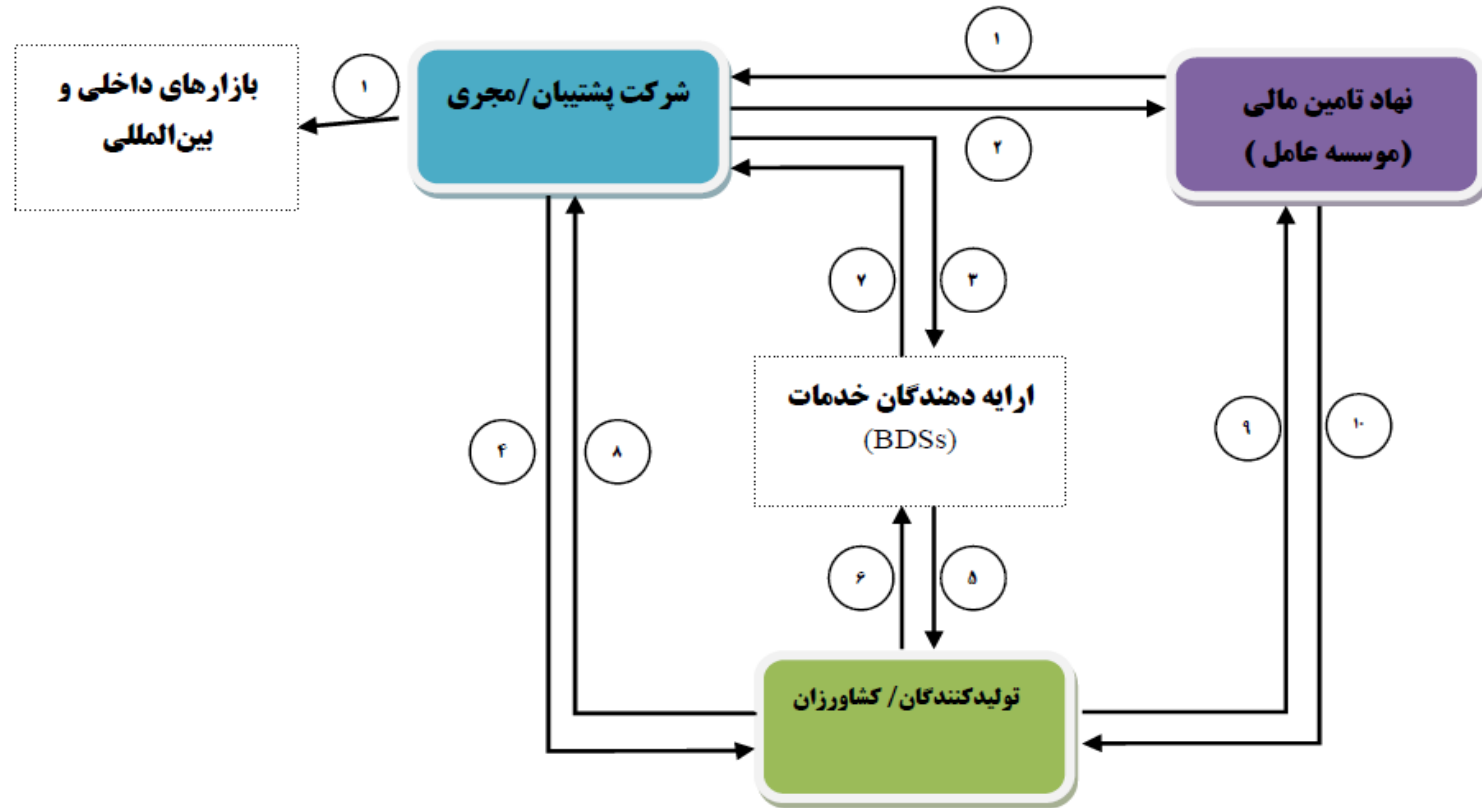 ۱
نهاد تامین مالی
(موسسه عامل )
شرکت پشتیبان/مجری
۱
بازارهای داخلی و
بین‌المللی
۲
۳
۷
ارایه دهندگان خدمات
(BDSs)
۱۰
۹
۸
۴
۵
۶
تولیدکنندگان/ کشاورزان